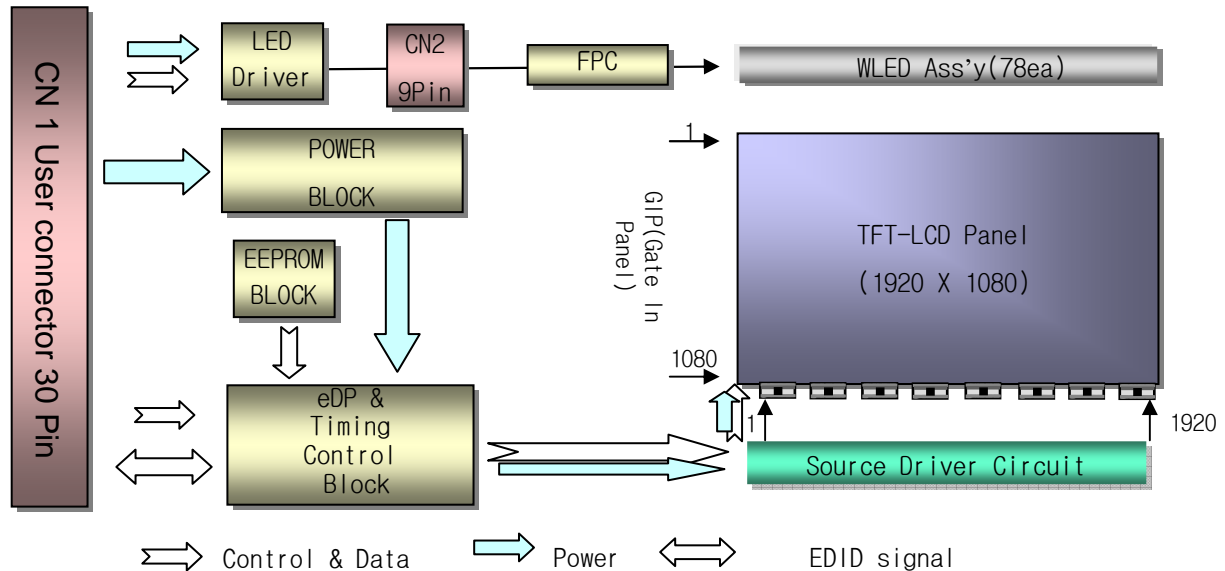 CN 1 User connector 30 Pin
LED
Driver
CN2
9Pin
FPC
WLED Ass'y(78ea)
POWER
BLOCK
1
GIP(Gate In
Panel)
TFT-LCD Panel
(1920 X 1080)
EEPROM
BLOCK
1080
eDP &
Timing
Control
Block
1
1920
Source Driver Circuit
Control & Data
Power
EDID signal